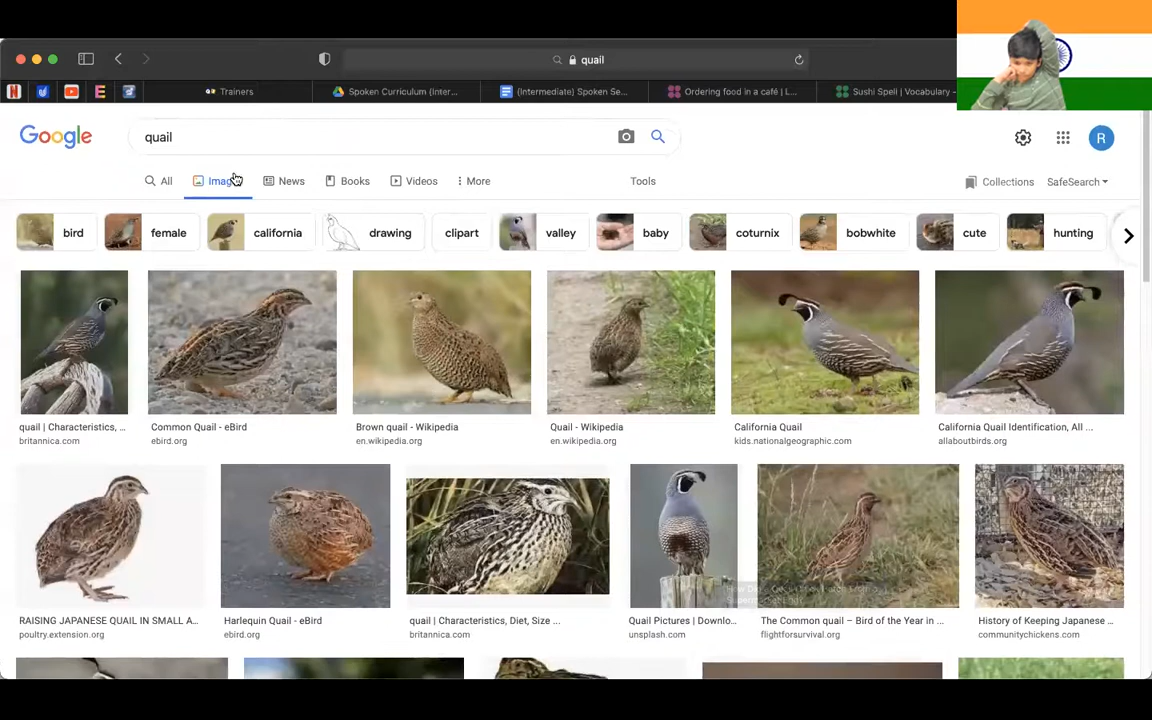 quail
Trainers
Spoken Curriculum (Inter...
(Intermediate) Spoken Se...
Ordering food in a café | L...
Sushi Spell | Vocabulary -
Google
quail
R
All
Images
News
Books
Videos
More
Tools
Collections
SafeSearch
bird
female
california
drawing
clipart
valley
baby
coturnix
bobwhite
cute
hunting
quail | Characteristics, ...
britannica.com
Common Quail - eBird
ebird.org
Brown quail - Wikipedia
en.wikipedia.org
Quail - Wikipedia
en.wikipedia.org
California Quail
kids.nationalgeographic.com
California Quail Identification, All ...
allaboutbirds.org
RAISING JAPANESE QUAIL IN SMALL A...
poultry.extension.org
Harlequin Quail - eBird
ebird.org
quail | Characteristics, Diet, Size ...
britannica.com
Quail Pictures | Downlo...
unsplash.com
The Common quail – Bird of the Year in ...
flightforsurvival.org
History of Keeping Japanese ...
communitychickens.com